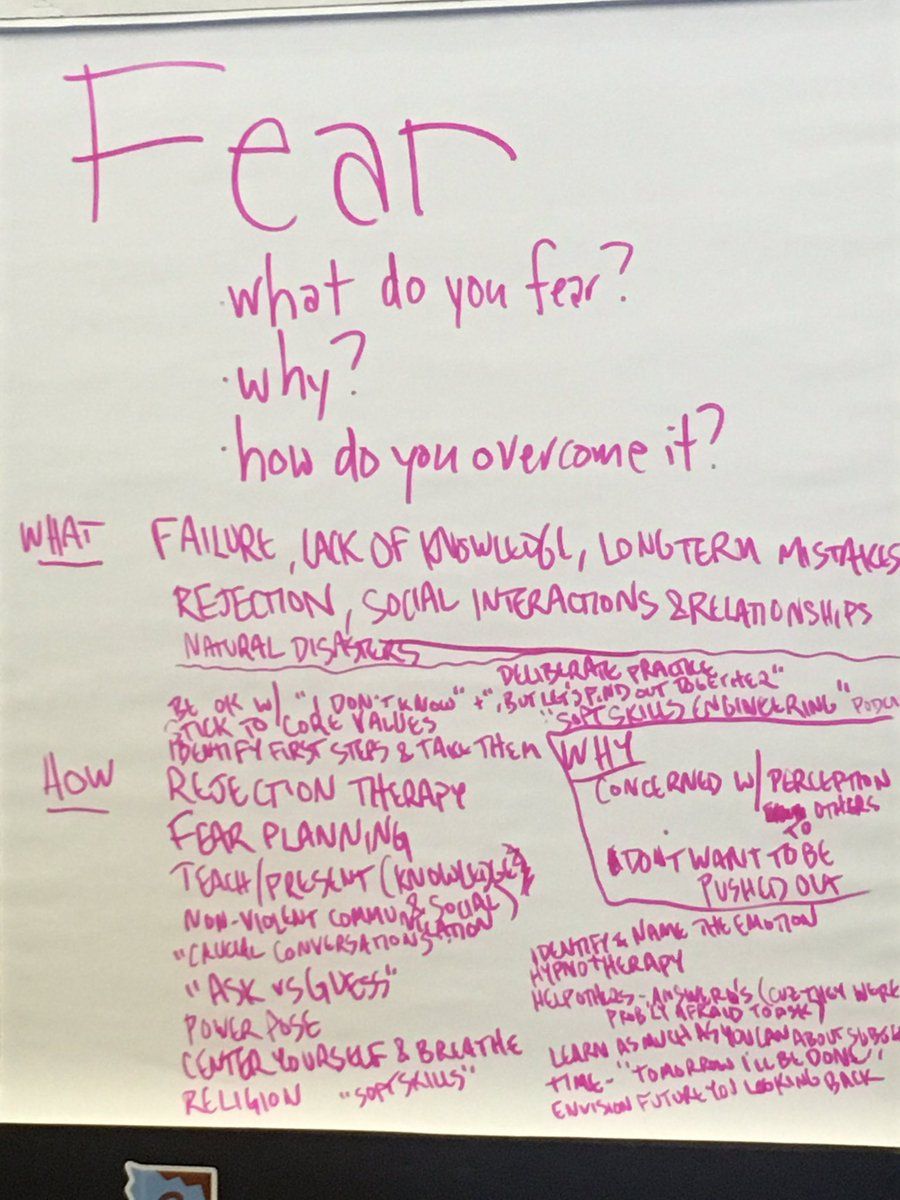 Fear
·what do you fear?
·why?
·how do you overcome it?
WHAT FAILURE, LACK OF KNOWLEDGE, LONG TERM MISTAKES
REJECTION, SOCIAL INTERACTIONS & RELATIONSHIPS
NATURAL DISASTERS
DELIBERATE PRACTICE
BE OK W/ "I DON'T KNOW" + ", BUT LET'S FIND OUT TOGETHER"
STICK TO CORE VALUES
"SOFT SKILLS ENGINEERING"
IDENTIFY FIRST STEPS & TAKE THEM
HOW
REJECTION THERAPY
FEAR PLANNING
TEACH/PRESENT (KNOWLEDGE
& SOCIAL)
NON-VIOLENT COMMUNICATION
"CRUCIAL CONVERSATIONS"
"ASK VS GUESS"
POWER POSE
CENTER YOURSELF & BREATHE
RELIGION "SOFT SKILLS"
WHY
CONCERNED W/ PERCEPTION
TO OTHERS
DON'T WANT TO BE
PUSHED OUT
IDENTIFY & NAME THE EMOTION
HYPNOTHERAPY
HELP OTHERS - ANSWER Q'S (CUZ THEY WERE
PROB'LY AFRAID TO ASK)
LEARN AS MUCH AS YOU CAN ABOUT
TIME - "TOMORROW I'LL BE DONE"
ENVISION FUTURE YOU LOOKING BACK